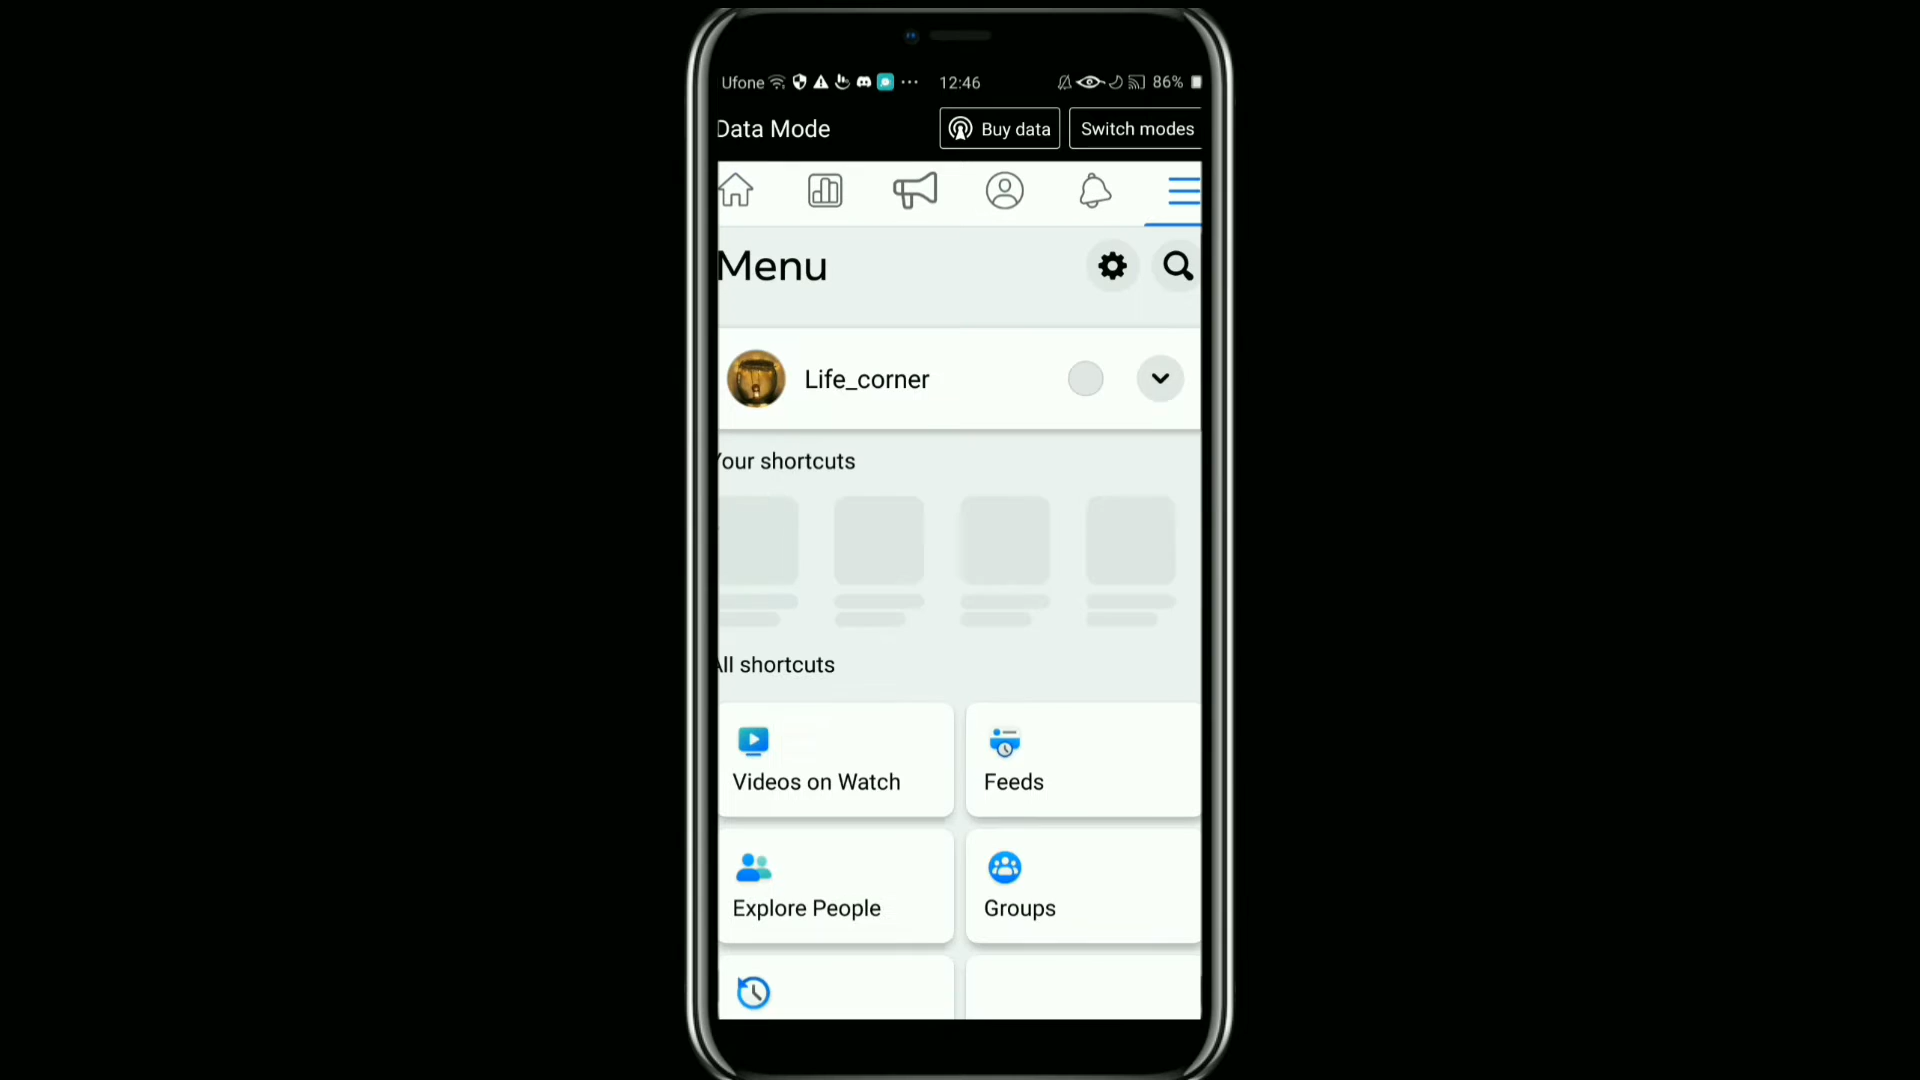 Ufone 12:46 86%
Data Mode Buy data Switch modes
Menu
Life_corner
Your shortcuts
All shortcuts
Videos on Watch Feeds
Explore People Groups